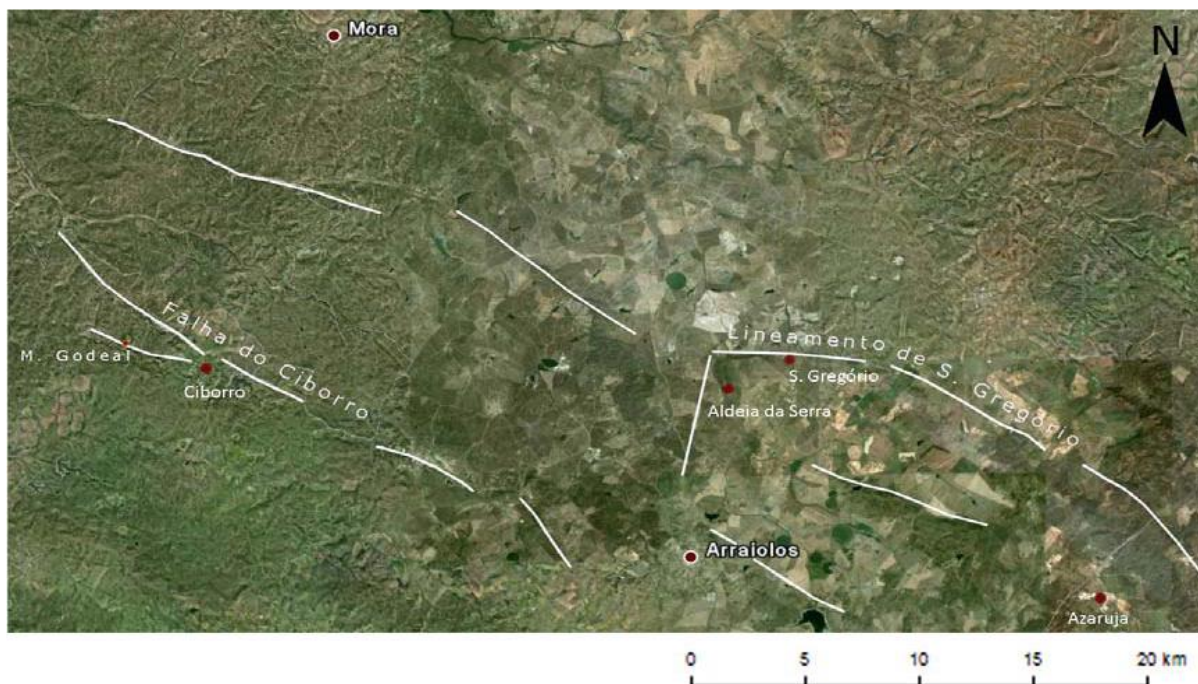 Mora
N
Falha do Ciborro
Lineamento de S. Gregório
M. Godeal
Ciborro
S. Gregório
Aldeia da Serra
Arraiolos
Azaruja
0 5 10 15 20 km